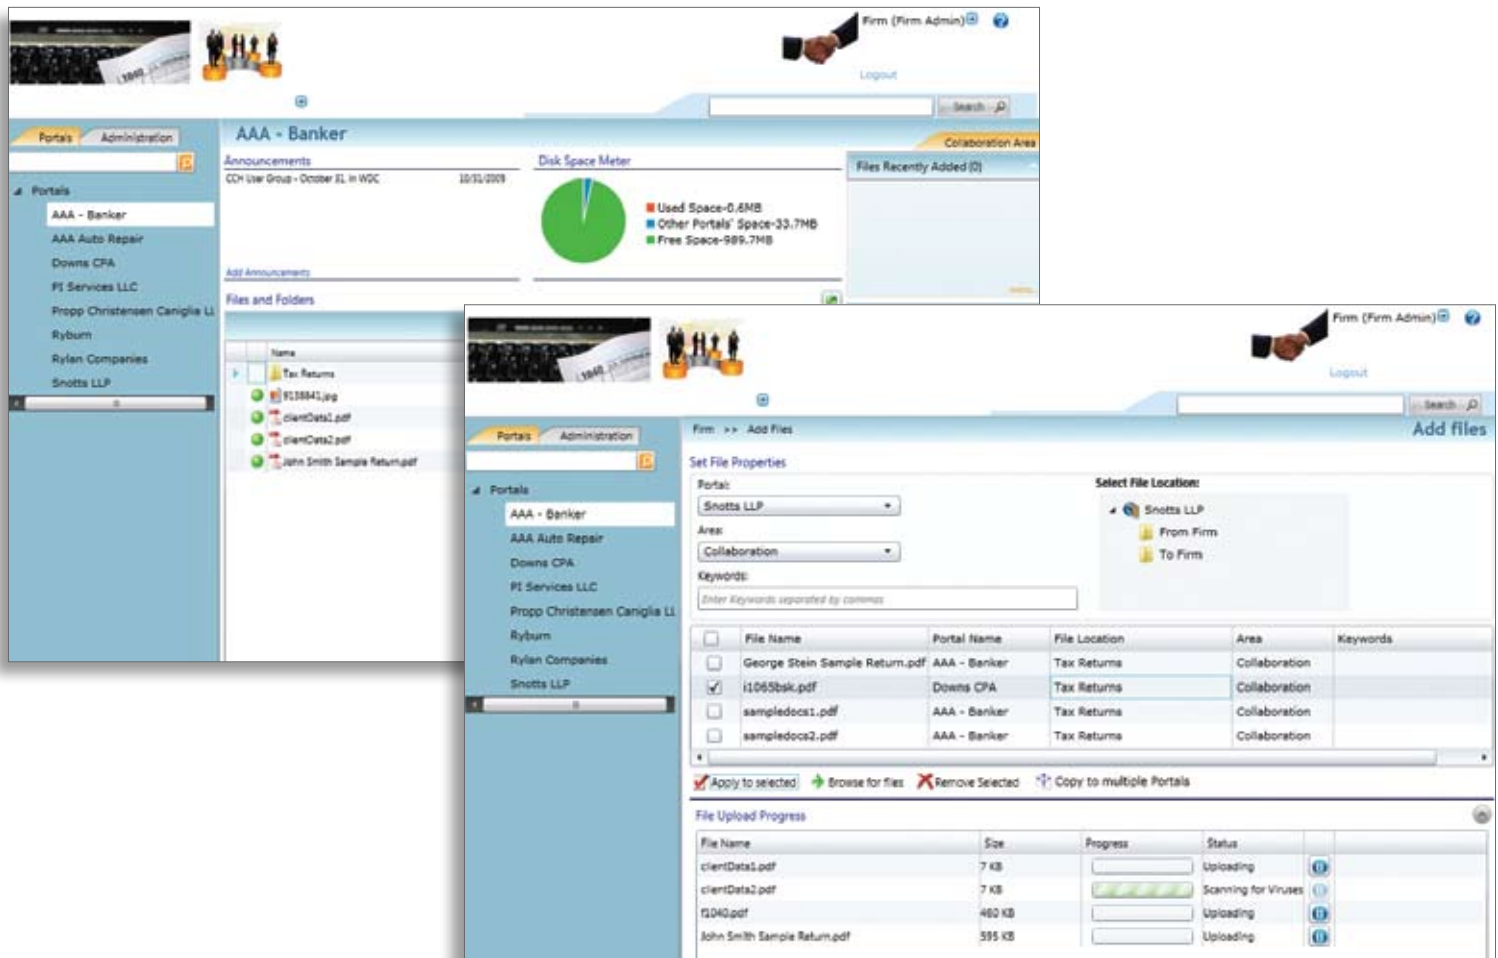 1040
Firm (Firm Admin)
Logout
Search
Portals Administration
AAA - Banker
Collaboration Area
Announcements
CCH User Group - October 31, in WDC 10/31/2009
Add Announcements
Disk Space Meter
Used Space-0.6MB
Other Portals' Space-33.7MB
Free Space-989.7MB
Files Recently Added (0)
Portals
AAA - Banker
AAA Auto Repair
Downs CPA
PI Services LLC
Propp Christensen Caniglia LL
Ryburn
Rylan Companies
Snotts LLP
Files and Folders
Name
Tax Returns
9138841.jpg
clientData1.pdf
clientData2.pdf
John Smith Sample Return.pdf
1040
Firm (Firm Admin)
Logout
Search
Portals Administration
Firm >> Add Files
Add files
Portals
AAA - Banker
AAA Auto Repair
Downs CPA
PI Services LLC
Propp Christensen Caniglia LL
Ryburn
Rylan Companies
Snotts LLP
Set File Properties
Portal:
Snotts LLP
Area:
Collaboration
Keywords:
Enter Keywords separated by commas
Select File Location:
Snotts LLP
From Firm
To Firm
File Name Portal Name File Location Area Keywords
George Stein Sample Return.pdf AAA - Banker Tax Returns Collaboration
i1065bsk.pdf Downs CPA Tax Returns Collaboration
sampledocs1.pdf AAA - Banker Tax Returns Collaboration
sampledocs2.pdf AAA - Banker Tax Returns Collaboration
Apply to selected Browse for files Remove Selected Copy to multiple Portals
File Upload Progress
File Name Size Progress Status
clientData1.pdf 7 KB Uploading
clientData2.pdf 7 KB Scanning for Viruses
f1040.pdf 460 KB Uploading
John Smith Sample Return.pdf 595 KB Uploading